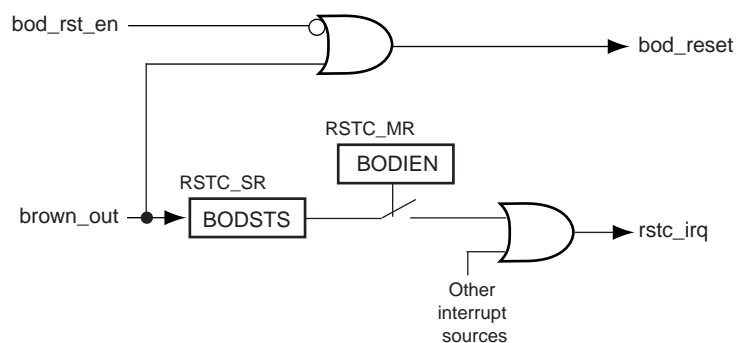 bod_rst_en
bod_reset
RSTC_MR
BODIEN
RSTC_SR
brown_out
BODSTS
rstc_irq
Other
interrupt
sources